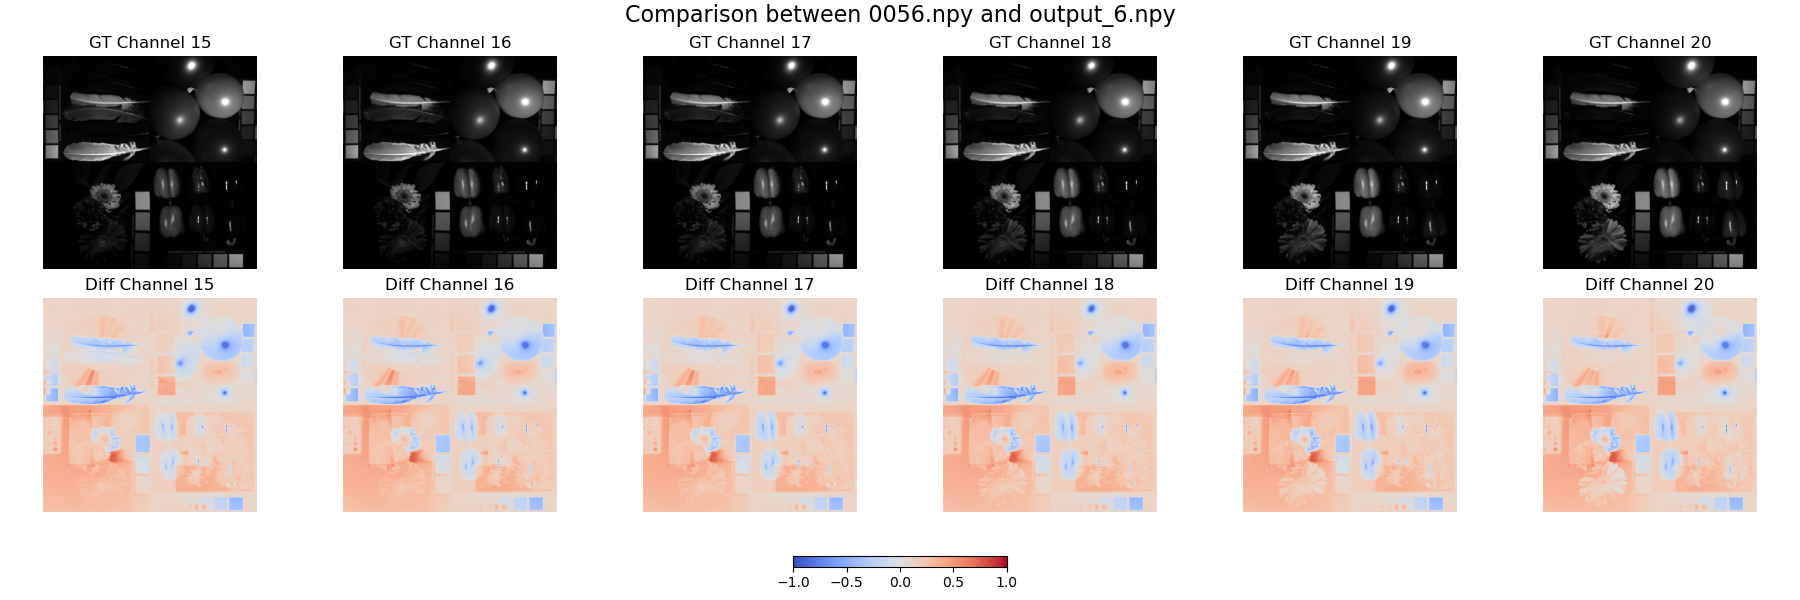 Comparison between 0056.npy and output_6.npy
GT Channel 15
GT Channel 16
GT Channel 17
GT Channel 18
GT Channel 19
GT Channel 20
Diff Channel 15
Diff Channel 16
Diff Channel 17
Diff Channel 18
Diff Channel 19
Diff Channel 20
−1.0
−0.5
0.0
0.5
1.0